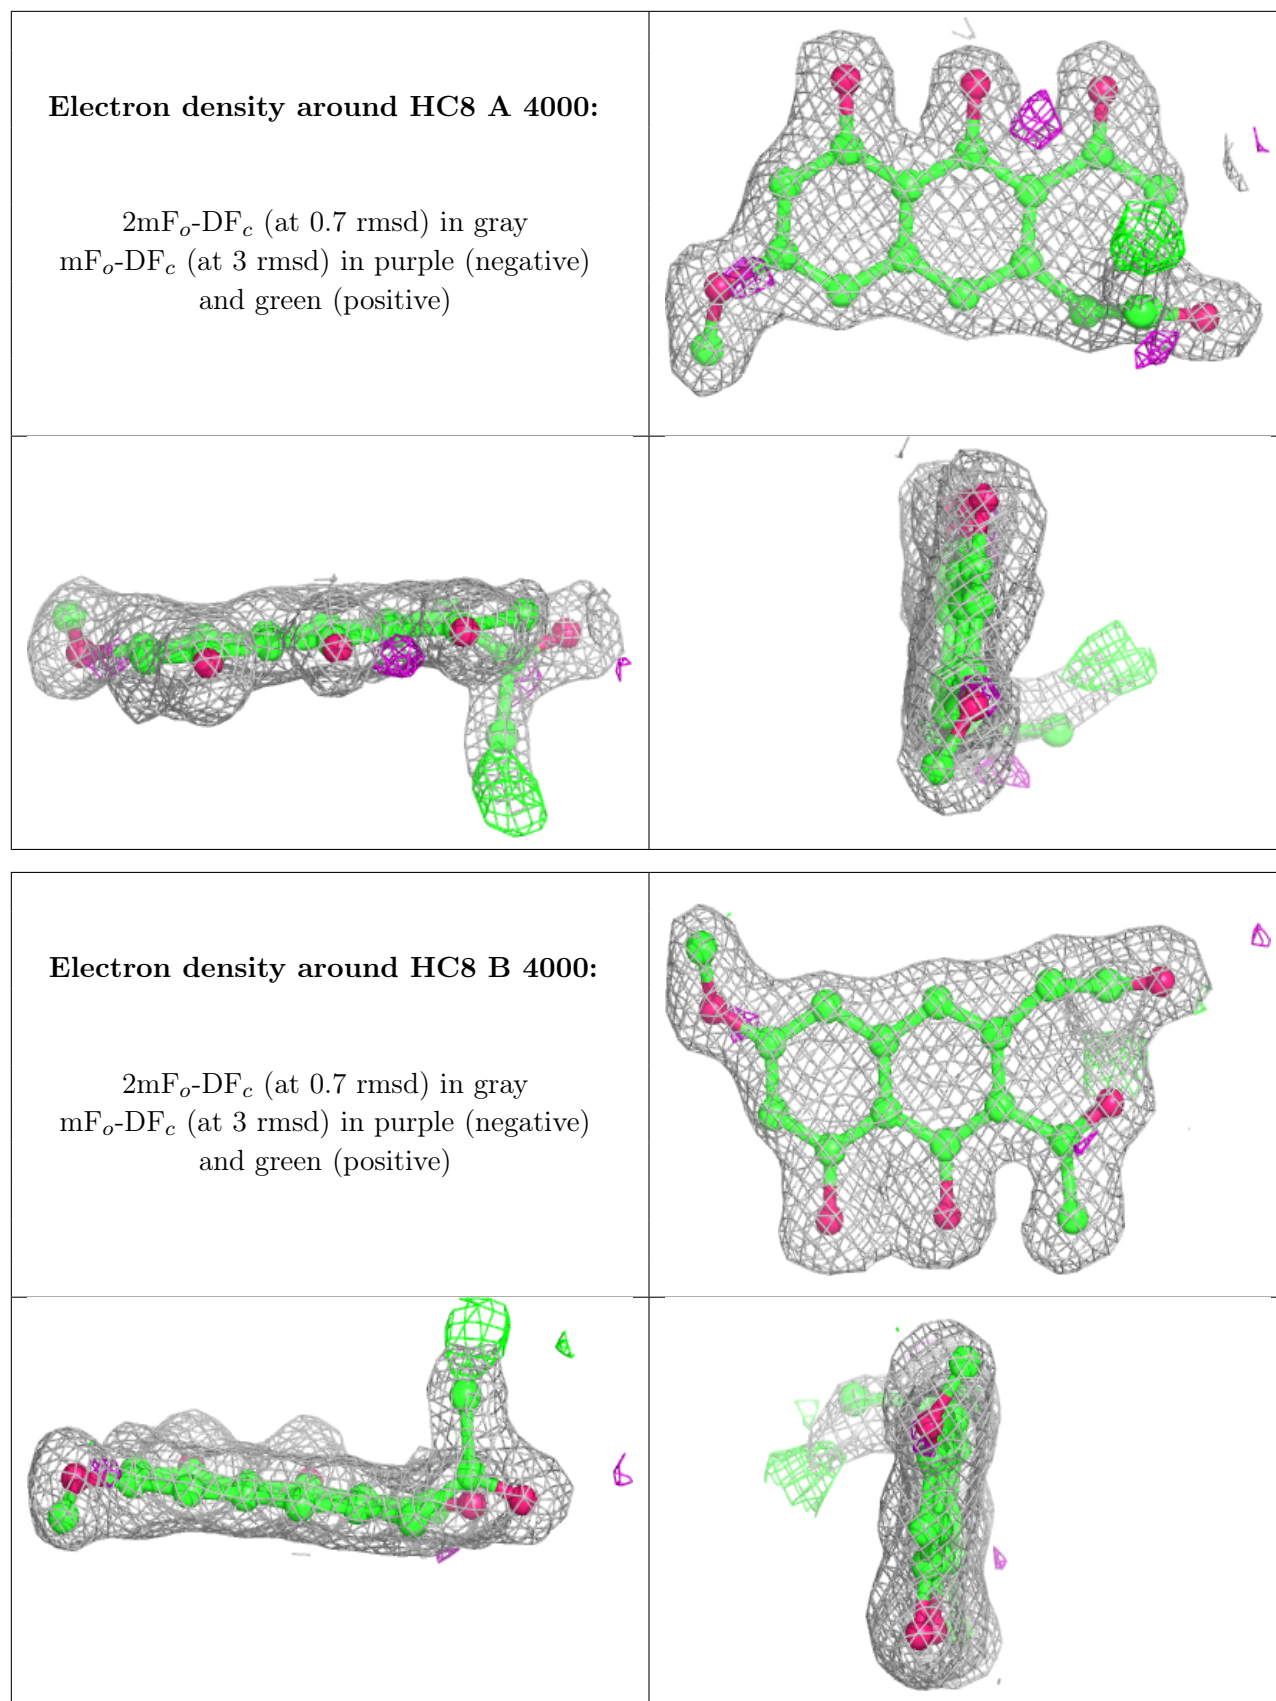 Electron density around HC8 A 4000:
2mFo-DFc (at 0.7 rmsd) in gray
mFo-DFc (at 3 rmsd) in purple (negative)
and green (positive)
Electron density around HC8 B 4000:
2mFo-DFc (at 0.7 rmsd) in gray
mFo-DFc (at 3 rmsd) in purple (negative)
and green (positive)